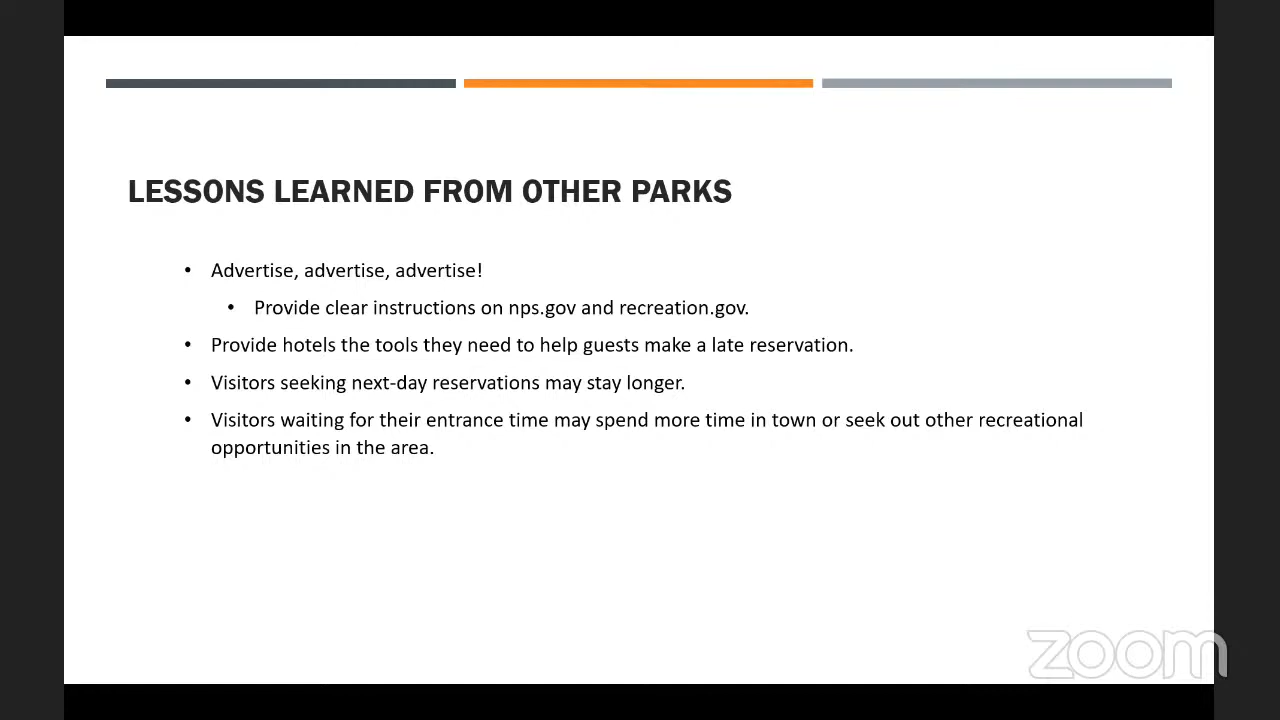 LESSONS LEARNED FROM OTHER PARKS
• Advertise, advertise, advertise!
• Provide clear instructions on nps.gov and recreation.gov.
• Provide hotels the tools they need to help guests make a late reservation.
• Visitors seeking next-day reservations may stay longer.
• Visitors waiting for their entrance time may spend more time in town or seek out other recreational
opportunities in the area.
zoom